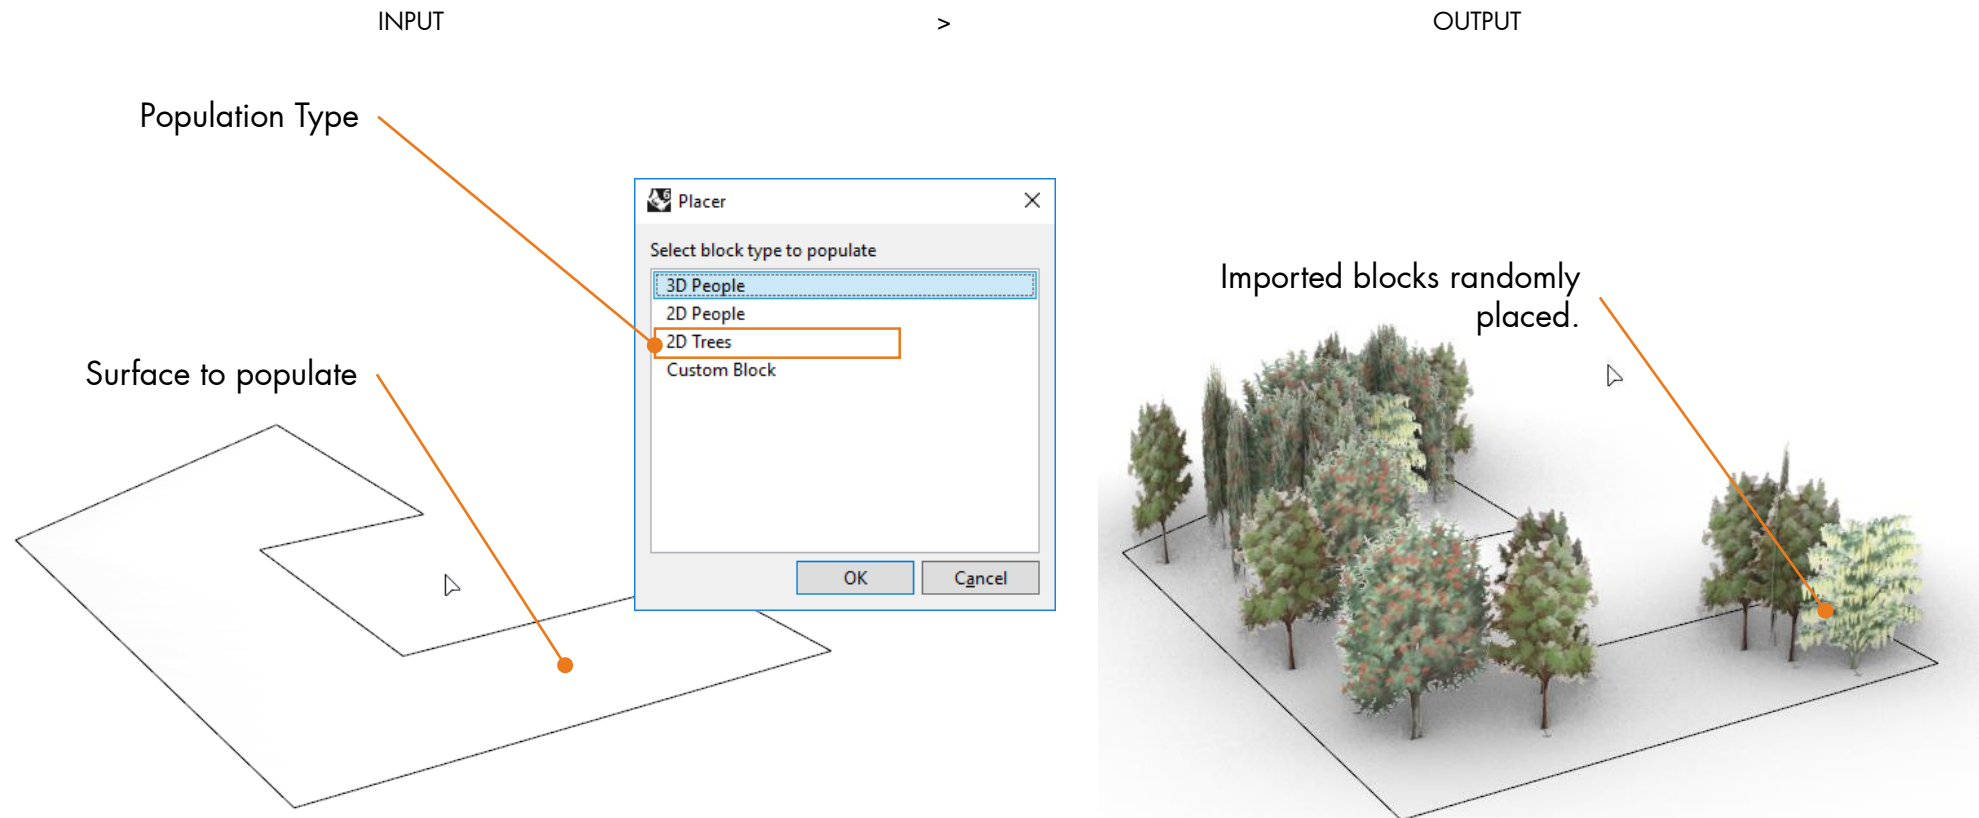 INPUT
>
OUTPUT
Population Type
Placer
Select block type to populate
3D People
2D People
2D Trees
Custom Block
OK
Cancel
Surface to populate
Imported blocks randomly
placed.